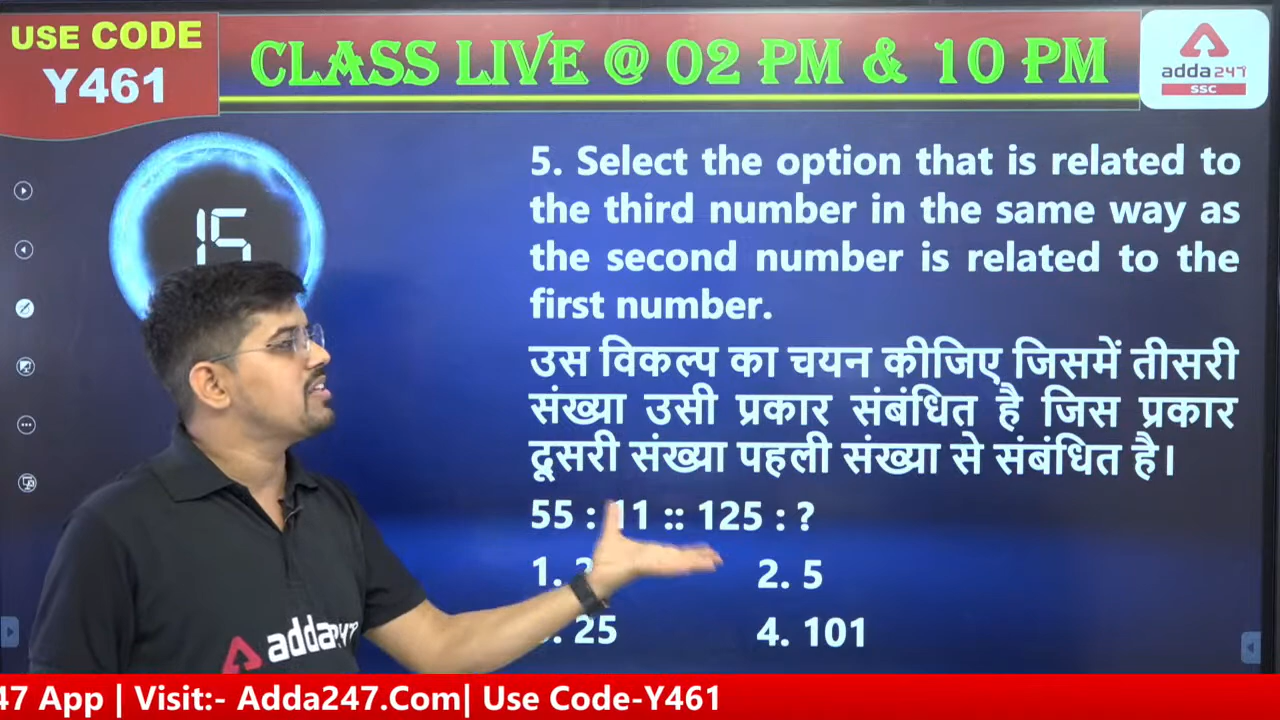 USE CODE
Y461
CLASS LIVE @ 02 PM & 10 PM
adda247
SSC
15
5. Select the option that is related to
the third number in the same way as
the second number is related to the
first number.
उस विकल्प का चयन कीजिए जिसमें तीसरी
संख्या उसी प्रकार संबंधित है जिस प्रकार
दूसरी संख्या पहली संख्या से संबंधित है।
55 : 11 :: 125 : ?
1.
2. 5
25
4. 101
adda247
47 App | Visit:- Adda247.Com| Use Code-Y461